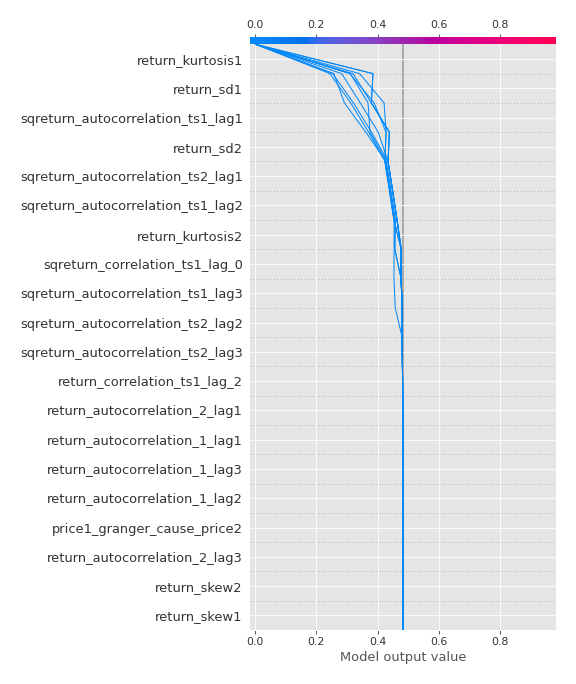 0.0 0.2 0.4 0.6 0.8
return_kurtosis1
return_sd1
sqreturn_autocorrelation_ts1_lag1
return_sd2
sqreturn_autocorrelation_ts2_lag1
sqreturn_autocorrelation_ts1_lag2
return_kurtosis2
sqreturn_correlation_ts1_lag_0
sqreturn_autocorrelation_ts1_lag3
sqreturn_autocorrelation_ts2_lag2
sqreturn_autocorrelation_ts2_lag3
return_correlation_ts1_lag_2
return_autocorrelation_2_lag1
return_autocorrelation_1_lag1
return_autocorrelation_1_lag3
return_autocorrelation_1_lag2
price1_granger_cause_price2
return_autocorrelation_2_lag3
return_skew2
return_skew1
0.0 0.2 0.4 0.6 0.8
Model output value